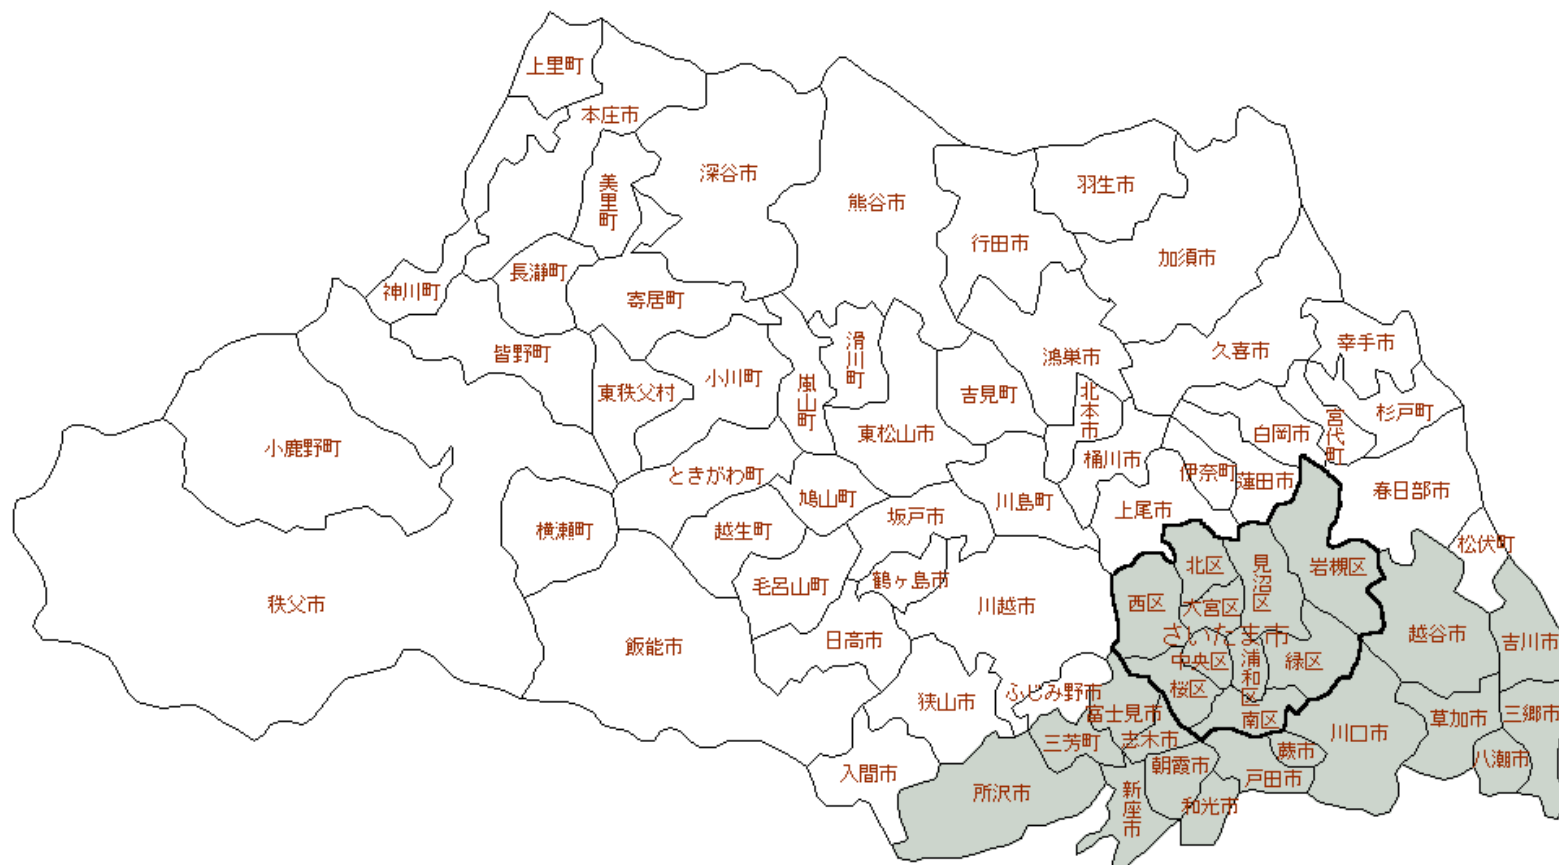 上里町
本庄市
深谷市
美里町
熊谷市
羽生市
行田市
加須市
長瀞町
神川町
寄居町
皆野町
滑川町
鴻巣市
久喜市
幸手市
東秩父村
小川町
嵐山町
吉見町
北本市
杉戸町
宮代町
白岡市
東松山市
小鹿野町
ときがわ町
桶川市
伊奈町
蓮田市
春日部市
鳩山町
川島町
上尾市
坂戸市
横瀬町
越生町
松伏町
毛呂山町
鶴ヶ島市
北区
見沼区
岩槻区
秩父市
川越市
西区
大宮区
さいたま市
越谷市
吉川市
飯能市
日高市
中央区
浦和区
緑区
桜区
ふじみ野市
狭山市
富士見市
南区
草加市
三郷市
三芳町
志木市
川口市
蕨市
八潮市
入間市
朝霞市
戸田市
所沢市
新座市
和光市